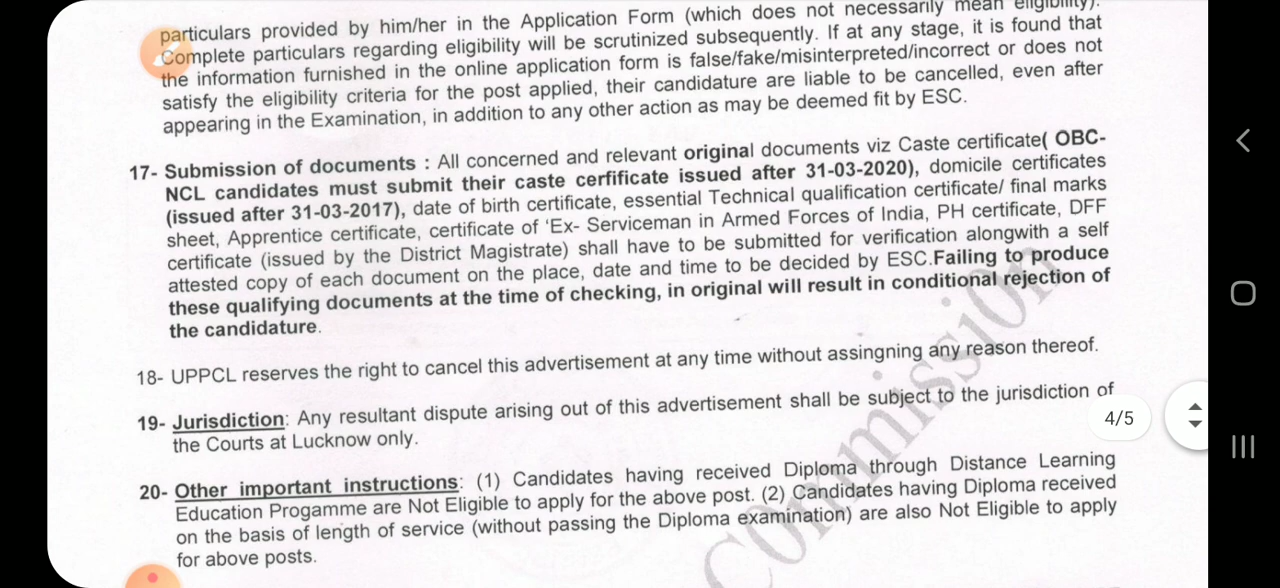 particulars provided by him/her in the Application Form (which does not necessarily mean eligibility).
Complete particulars regarding eligibility will be scrutinized subsequently. If at any stage, it is found that
the information furnished in the online application form is false/fake/misinterpreted/incorrect or does not
satisfy the eligibility criteria for the post applied, their candidature are liable to be cancelled, even after
appearing in the Examination, in addition to any other action as may be deemed fit by ESC.
17- Submission of documents : All concerned and relevant original documents viz Caste certificate( OBC-
NCL candidates must submit their caste cerfificate issued after 31-03-2020), domicile certificates
(issued after 31-03-2017), date of birth certificate, essential Technical qualification certificate/ final marks
sheet, Apprentice certificate, certificate of ‘Ex- Serviceman in Armed Forces of India, PH certificate, DFF
certificate (issued by the District Magistrate) shall have to be submitted for verification alongwith a self
attested copy of each document on the place, date and time to be decided by ESC.Failing to produce
these qualifying documents at the time of checking, in original will result in conditional rejection of
the candidature.
18- UPPCL reserves the right to cancel this advertisement at any time without assingning any reason thereof.
19- Jurisdiction: Any resultant dispute arising out of this advertisement shall be subject to the jurisdiction of
the Courts at Lucknow only.
4/5
20- Other important instructions: (1) Candidates having received Diploma through Distance Learning
Education Progamme are Not Eligible to apply for the above post. (2) Candidates having Diploma received
on the basis of length of service (without passing the Diploma examination) are also Not Eligible to apply
for above posts.
C0mmissi0n